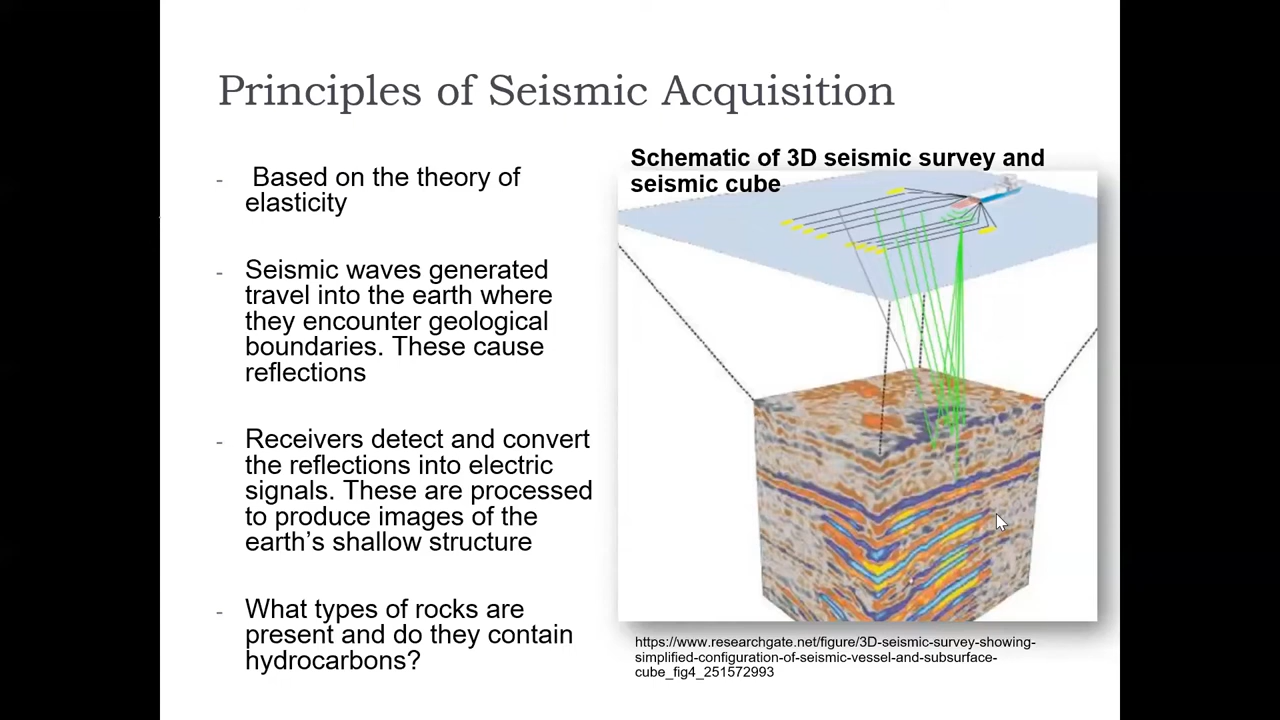 Principles of Seismic Acquisition
- Based on the theory of
elasticity
- Seismic waves generated
travel into the earth where
they encounter geological
boundaries. These cause
reflections
- Receivers detect and convert
the reflections into electric
signals. These are processed
to produce images of the
earth’s shallow structure
- What types of rocks are
present and do they contain
hydrocarbons?
Schematic of 3D seismic survey and
seismic cube
https://www.researchgate.net/figure/3D-seismic-survey-showing-
simplified-configuration-of-seismic-vessel-and-subsurface-
cube_fig4_251572993